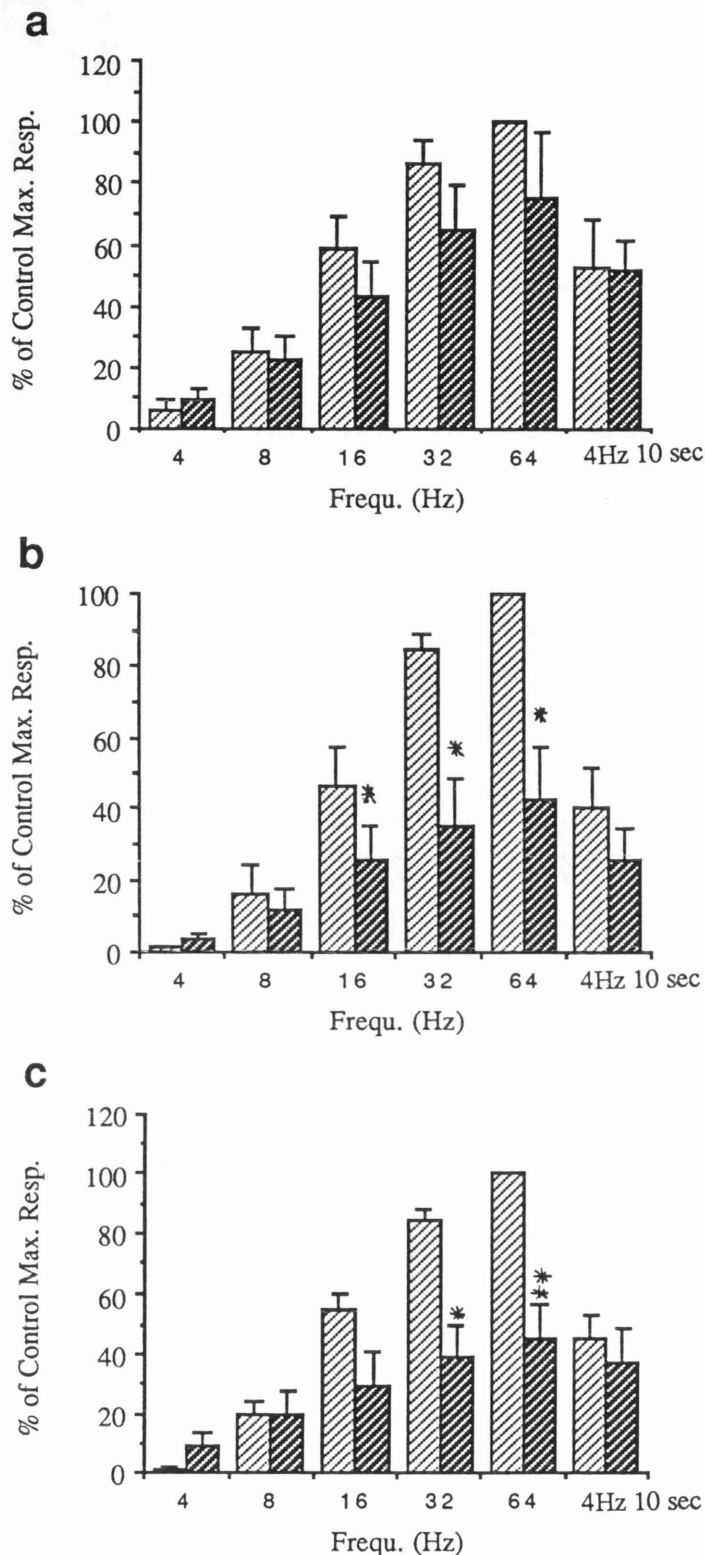 a
% of Control Max. Resp.
120
100
80
60
40
20
0
4 8 16 32 64 4Hz 10 sec
Frequ. (Hz)
b
% of Control Max. Resp.
100
80
60
40
20
0
* * *
4 8 16 32 64 4Hz 10 sec
Frequ. (Hz)
c
% of Control Max. Resp.
120
100
80
60
40
20
0
* **
4 8 16 32 64 4Hz 10 sec
Frequ. (Hz)